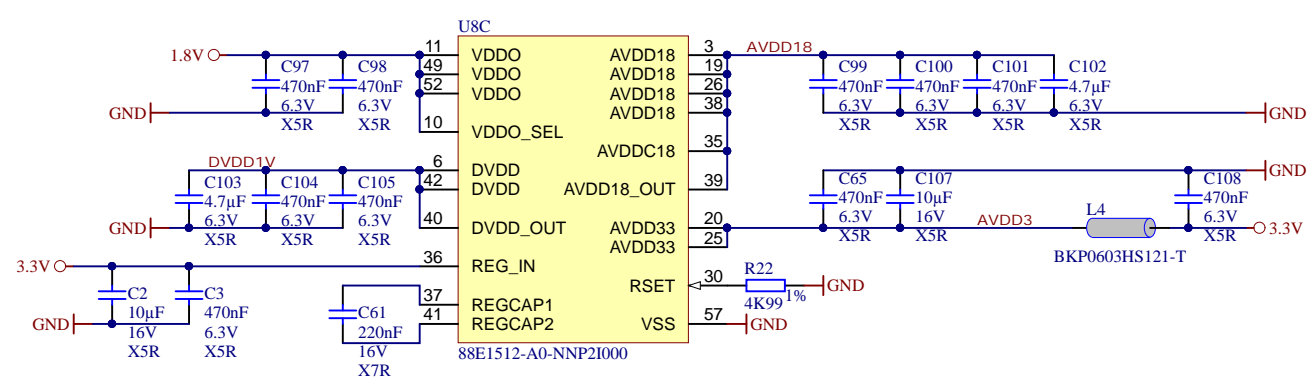 U8C
1.8V
11 VDDO
49 VDDO
52 VDDO
10 VDDO_SEL
C97
470nF
6.3V
X5R
C98
470nF
6.3V
X5R
GND
DVDD1V
6 DVDD
42 DVDD
40 DVDD_OUT
C103
4.7µF
6.3V
X5R
C104
470nF
6.3V
X5R
C105
470nF
6.3V
X5R
GND
3.3V
36 REG_IN
C2
10µF
16V
X5R
C3
470nF
6.3V
X5R
GND
37 REGCAP1
41 REGCAP2
C61
220nF
16V
X7R
AVDD18 3
AVDD18 19
AVDD18 26
AVDD18 38
AVDDC18 35
AVDD18_OUT 39
AVDD33 20
AVDD33 25
RSET 30
VSS 57
88E1512-A0-NNP2I000
AVDD18
C99
470nF
6.3V
X5R
C100
470nF
6.3V
X5R
C101
470nF
6.3V
X5R
C102
4.7µF
6.3V
X5R
GND
GND
C65
470nF
6.3V
X5R
C107
10µF
16V
X5R
AVDD3
L4
BKP0603HS121-T
C108
470nF
6.3V
X5R
3.3V
R22
4K99
1%
GND
GND